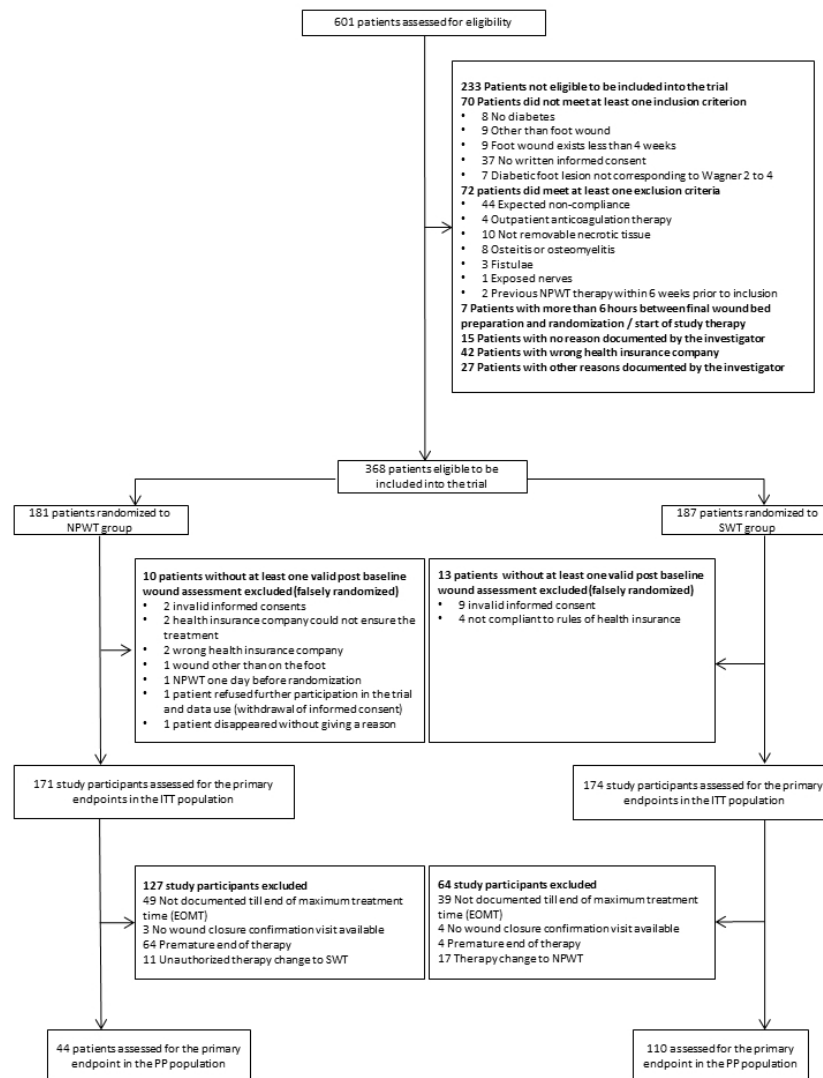 601 patients assessed for eligibility
233 Patients not eligible to be included into the trial
70 Patients did not meet at least one inclusion criterion
• 8 No diabetes
• 9 Other than foot wound
• 9 Foot wound exists less than 4 weeks
• 37 No written informed consent
• 7 Diabetic foot lesion not corresponding to Wagner 2 to 4
72 patients did meet at least one exclusion criteria
• 44 Expected non-compliance
• 4 Outpatient anticoagulation therapy
• 10 Not removable necrotic tissue
• 8 Osteitis or osteomyelitis
• 3 Fistulae
• 1 Exposed nerves
• 2 Previous NPWT therapy within 6 weeks prior to inclusion
7 Patients with more than 6 hours between final wound bed
preparation and randomization / start of study therapy
15 Patients with no reason documented by the investigator
42 Patients with wrong health insurance company
27 Patients with other reasons documented by the investigator
368 patients eligible to be
included into the trial
181 patients randomized to
NPWT group
187 patients randomized to
SWT group
10 patients without at least one valid post baseline
wound assessment excluded (falsely randomized)
• 2 invalid informed consents
• 2 health insurance company could not ensure the
treatment
• 2 wrong health insurance company
• 1 wound other than on the foot
• 1 NPWT one day before randomization
• 1 patient refused further participation in the trial
and data use (withdrawal of informed consent)
• 1 patient disappeared without giving a reason
13 patients without at least one valid post baseline
wound assessment excluded (falsely randomized)
• 9 invalid informed consent
• 4 not compliant to rules of health insurance
171 study participants assessed for the primary
endpoints in the ITT population
174 study participants assessed for the primary
endpoints in the ITT population
127 study participants excluded
49 Not documented till end of maximum treatment
time (EOMT)
3 No wound closure confirmation visit available
64 Premature end of therapy
11 Unauthorized therapy change to SWT
64 study participants excluded
39 Not documented till end of maximum treatment
time (EOMT)
4 No wound closure confirmation visit available
4 Premature end of therapy
17 Therapy change to NPWT
44 patients assessed for the primary
endpoint in the PP population
110 assessed for the primary
endpoint in the PP population